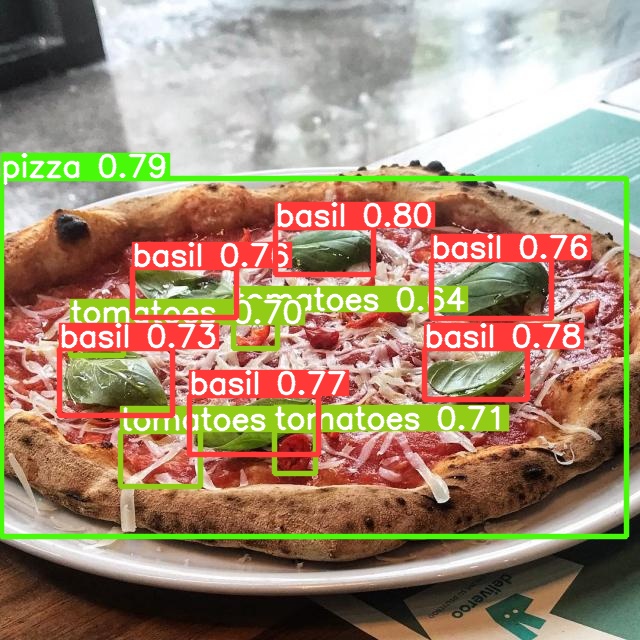 pizza 0.79
basil 0.80
basil 0.76
basil 0.76
tomatoes 0.64
tomatoes 0.70
basil 0.73
basil 0.78
basil 0.77
tomatoes
tomatoes 0.71
deliveroo